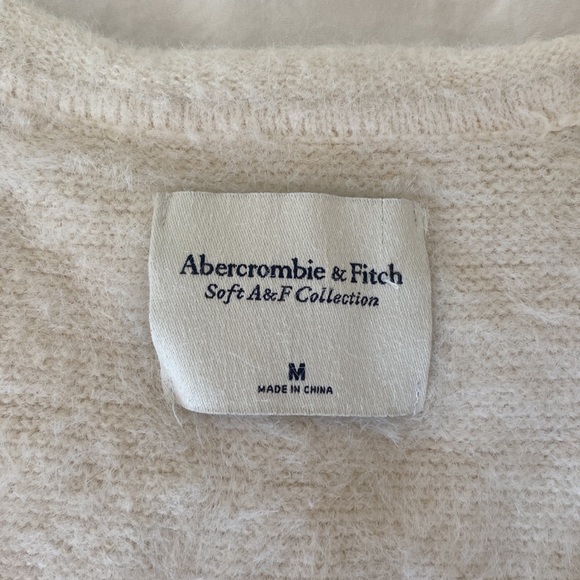 Abercrombie & Fitch
Soft A&F Collection
M
MADE IN CHINA